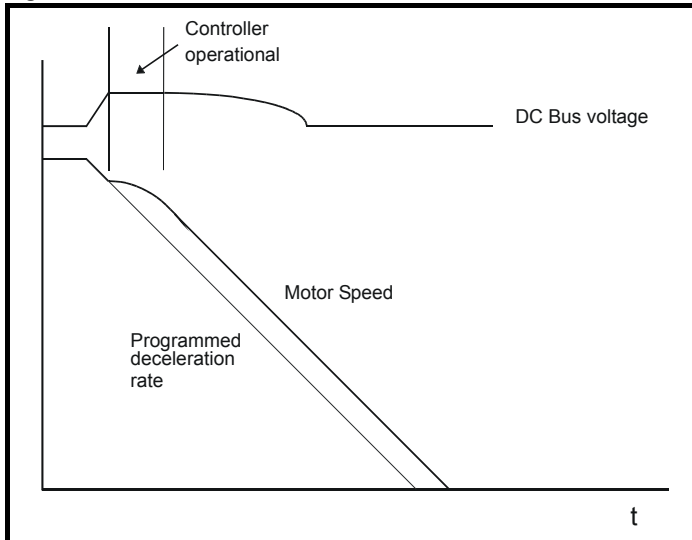 Controller
operational
DC Bus voltage
Motor Speed
Programmed
deceleration
rate
t